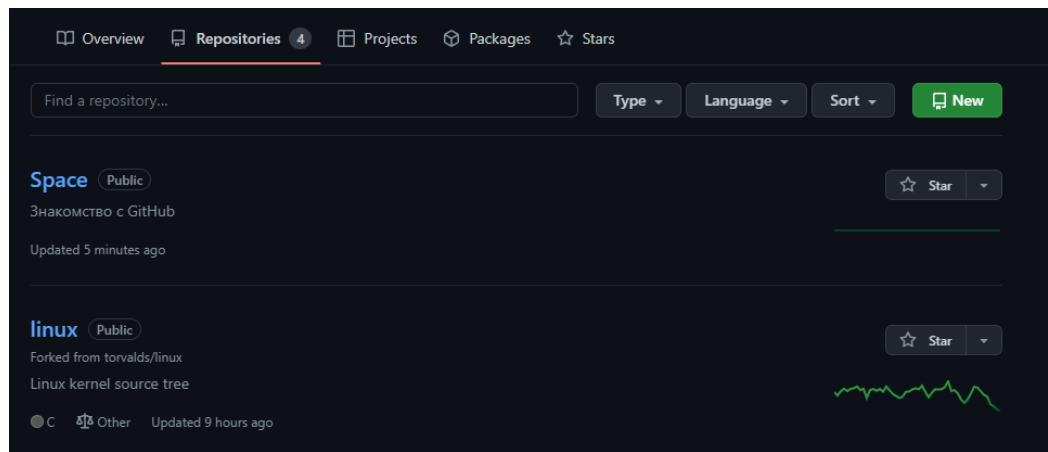 Overview Repositories 4 Projects Packages Stars
Find a repository... Type Language Sort New
Space Public Star
Знакомство с GitHub
Updated 5 minutes ago
linux Public Star
Forked from torvalds/linux
Linux kernel source tree
C Other Updated 9 hours ago